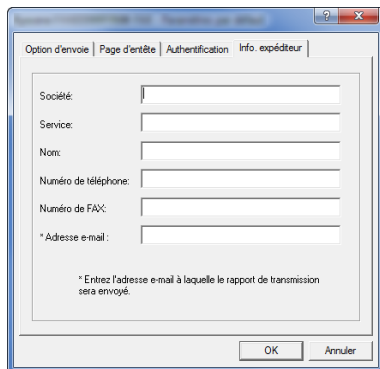 Option d'envoie | Page d'entête | Authentification | Info. expéditeur
Société:
Service:
Nom:
Numéro de téléphone:
Numéro de FAX:
* Adresse e-mail :
* Entrez l'adresse e-mail à laquelle le rapport de transmission
sera envoyé.
OK Annuler